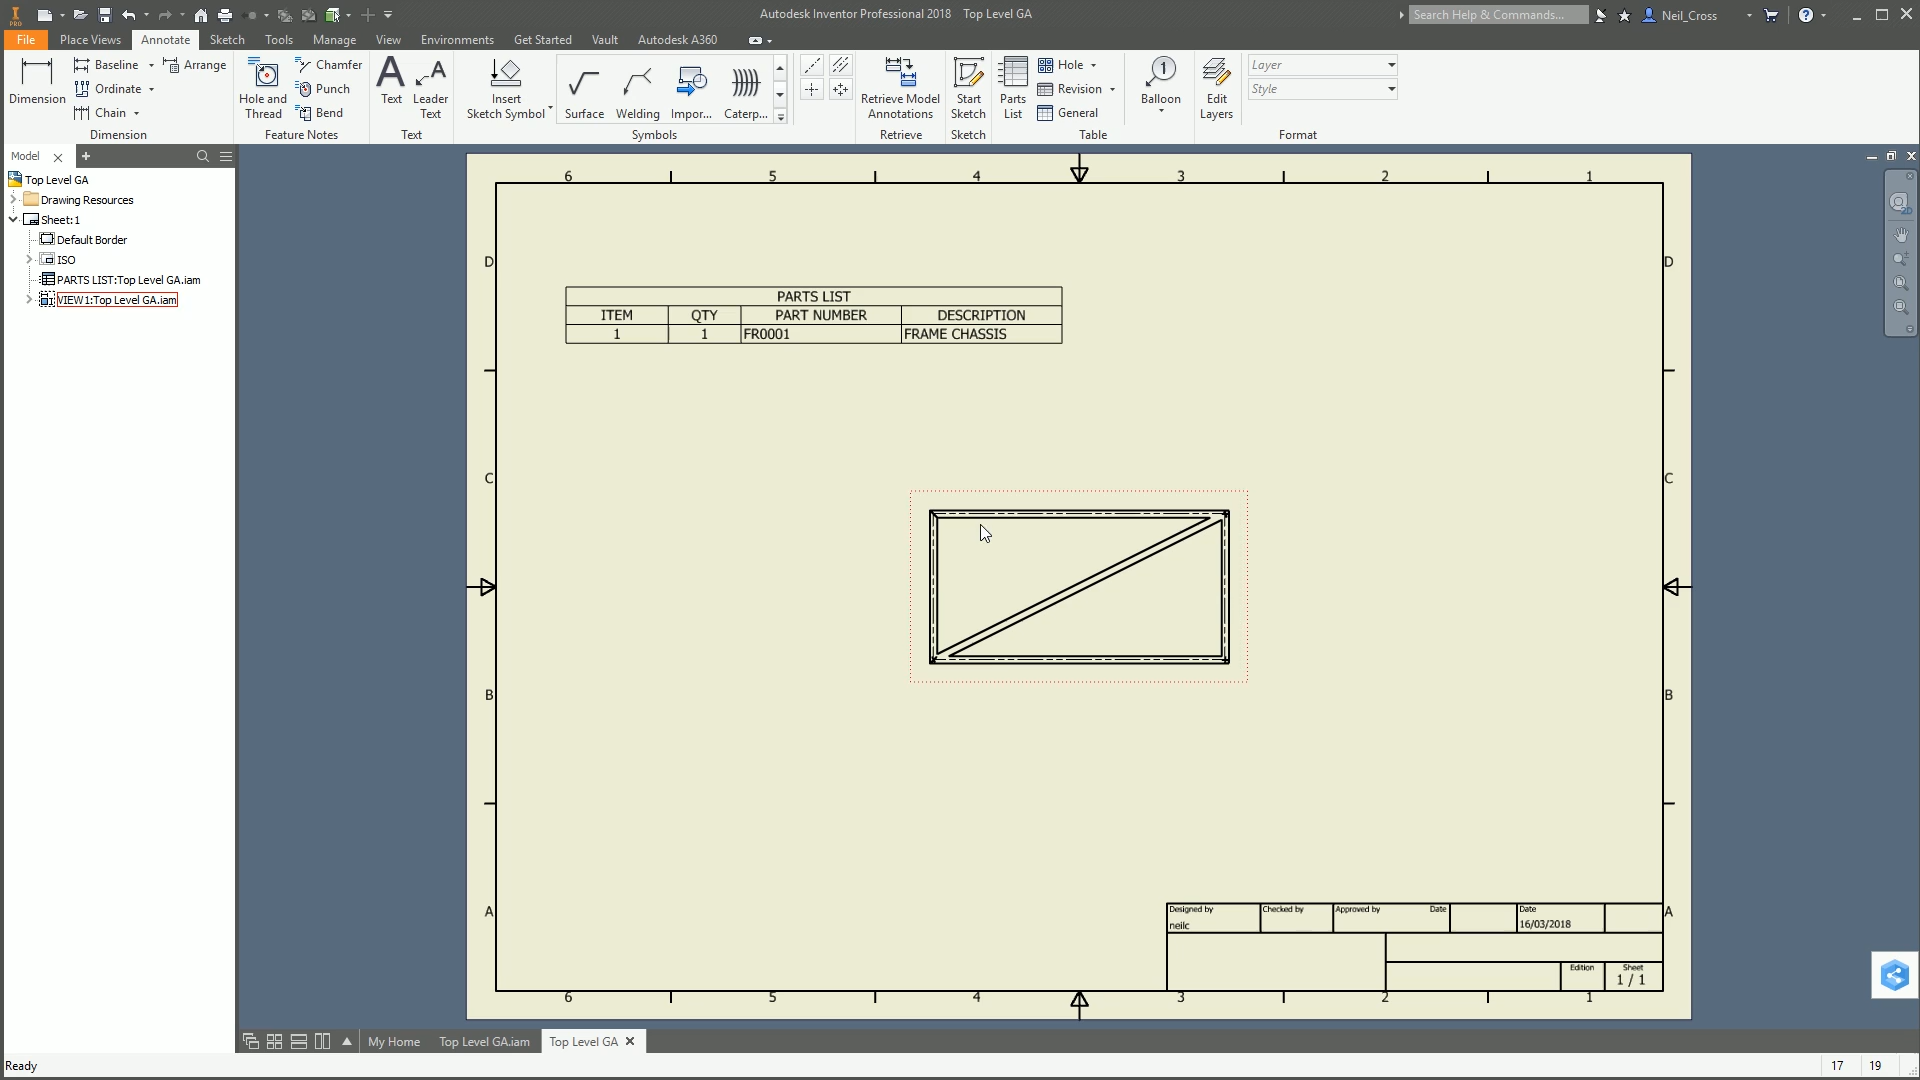 PRO
Autodesk Inventor Professional 2018 Top Level GA
Search Help & Commands...
Neil_Cross
File Place Views Annotate Sketch Tools Manage View Environments Get Started Vault Autodesk A360
Dimension
Baseline
Ordinate
Chain
Arrange
Dimension
Hole and
Thread
Chamfer
Punch
Bend
Feature Notes
Text
Leader
Text
Text
Insert
Sketch Symbol
Surface
Welding
Impor...
Caterp...
Symbols
Retrieve Model
Annotations
Retrieve
Start
Sketch
Sketch
Parts
List
Hole
Revision
General
Table
1
Balloon
Edit
Layers
Layer
Style
Format
Model
Top Level GA
Drawing Resources
Sheet:1
Default Border
ISO
PARTS LIST:Top Level GA.iam
VIEW1:Top Level GA.iam
6 5 4 3 2 1
D D
PARTS LIST
ITEM QTY PART NUMBER DESCRIPTION
1 1 FR0001 FRAME CHASSIS
C C
B B
A A
Designed by Checked by Approved by Date Date
neilc 16/03/2018
Edition Sheet
1 / 1
6 5 4 3 2 1
2D
My Home Top Level GA.iam Top Level GA
Ready 17 19